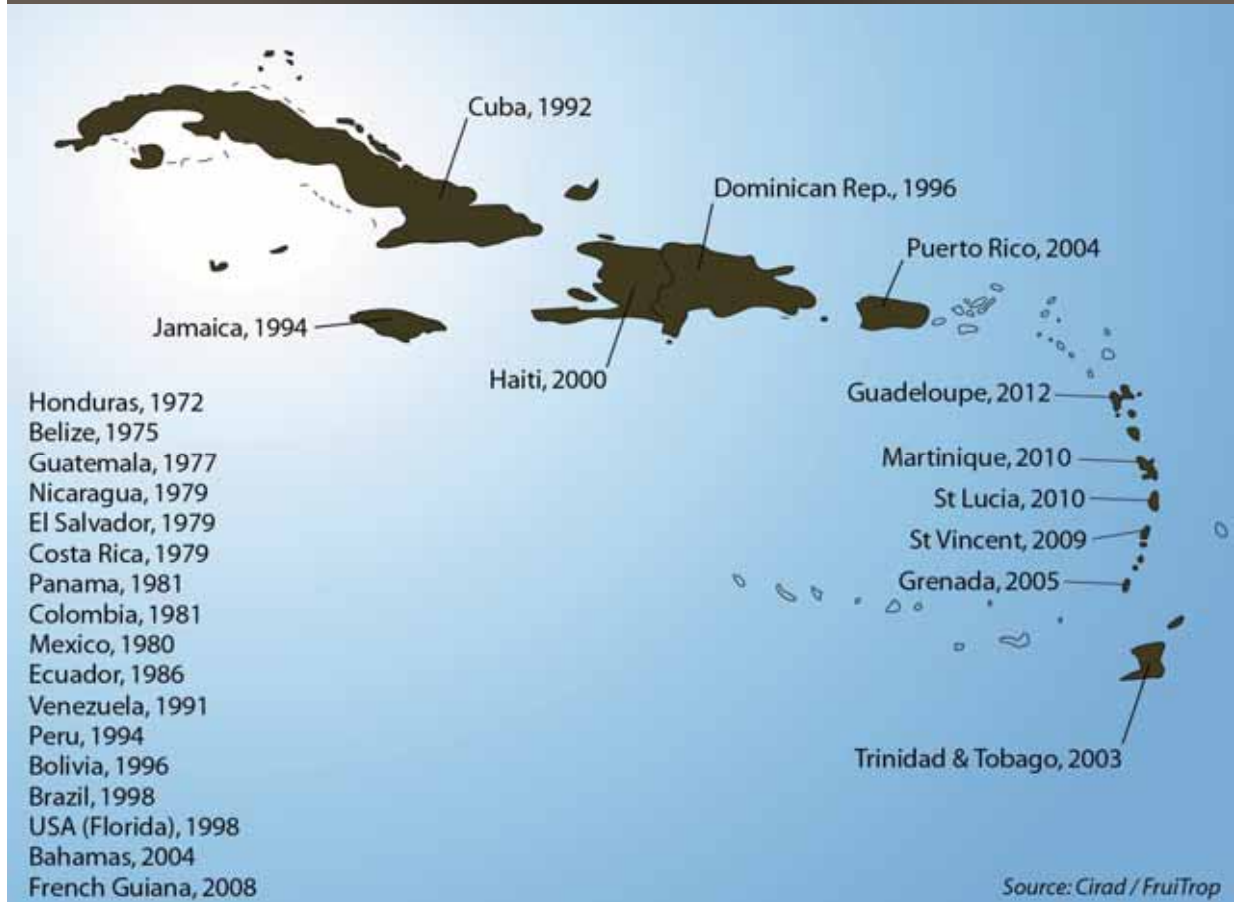 Cuba, 1992
Dominican Rep., 1996
Puerto Rico, 2004
Jamaica, 1994
Haiti, 2000
Guadeloupe, 2012
Martinique, 2010
St Lucia, 2010
St Vincent, 2009
Grenada, 2005
Trinidad & Tobago, 2003
Honduras, 1972
Belize, 1975
Guatemala, 1977
Nicaragua, 1979
El Salvador, 1979
Costa Rica, 1979
Panama, 1981
Colombia, 1981
Mexico, 1980
Ecuador, 1986
Venezuela, 1991
Peru, 1994
Bolivia, 1996
Brazil, 1998
USA (Florida), 1998
Bahamas, 2004
French Guiana, 2008
Source: Cirad / FruiTrop